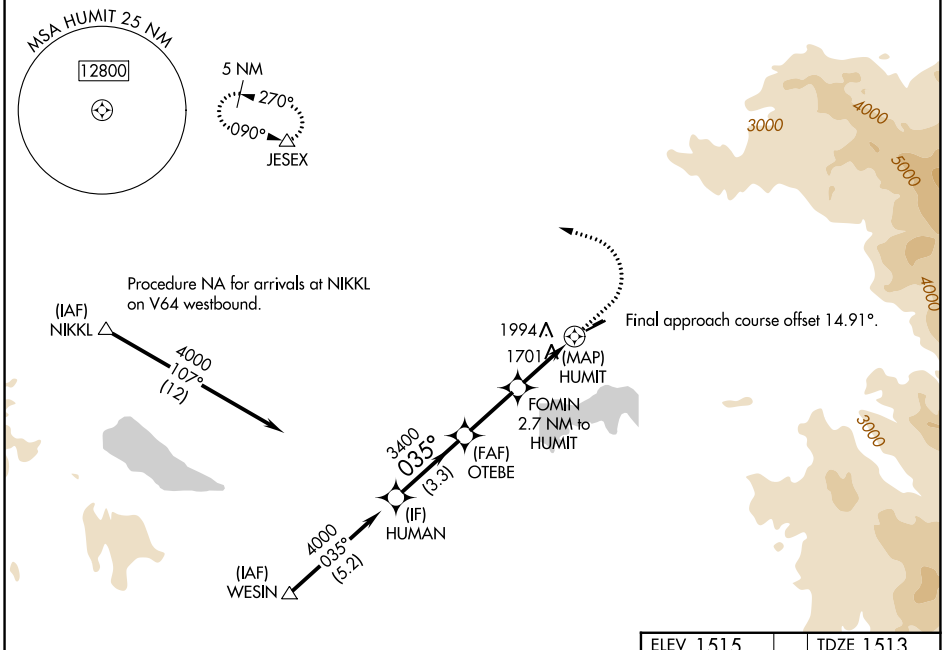 MSA HUMIT 25 NM
12800
5 NM
270°
090°
JESEX
3000
4000
5000
4000
3000
Procedure NA for arrivals at NIKKL
on V64 westbound.
(IAF)
NIKKL
4000
107°
(12)
1994
1701
(MAP)
HUMIT
Final approach course offset 14.91°.
FOMIN
2.7 NM to
HUMIT
3400
035°
(3.3)
(FAF)
OTEBE
(IF)
HUMAN
4000
035°
(5.2)
(IAF)
WESIN
ELEV 1515
TDZE 1513